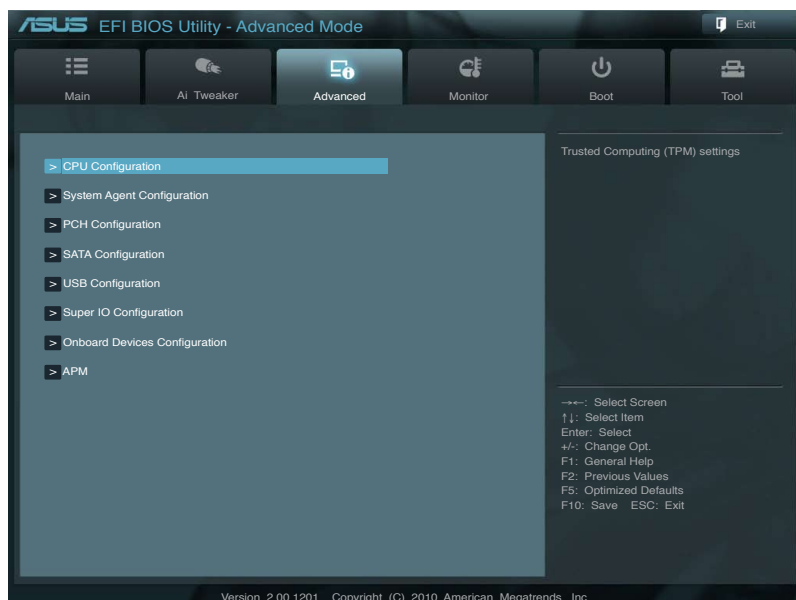 ASUS EFI BIOS Utility - Advanced Mode
Exit
Main
Ai Tweaker
Advanced
Monitor
Boot
Tool
> CPU Configuration
> System Agent Configuration
> PCH Configuration
> SATA Configuration
> USB Configuration
> Super IO Configuration
> Onboard Devices Configuration
> APM
Trusted Computing (TPM) settings
→←: Select Screen
↑↓: Select Item
Enter: Select
+/-: Change Opt.
F1: General Help
F2: Previous Values
F5: Optimized Defaults
F10: Save ESC: Exit
Version 2.00.1201 Copyright (C) 2010 American Megatrends, Inc.